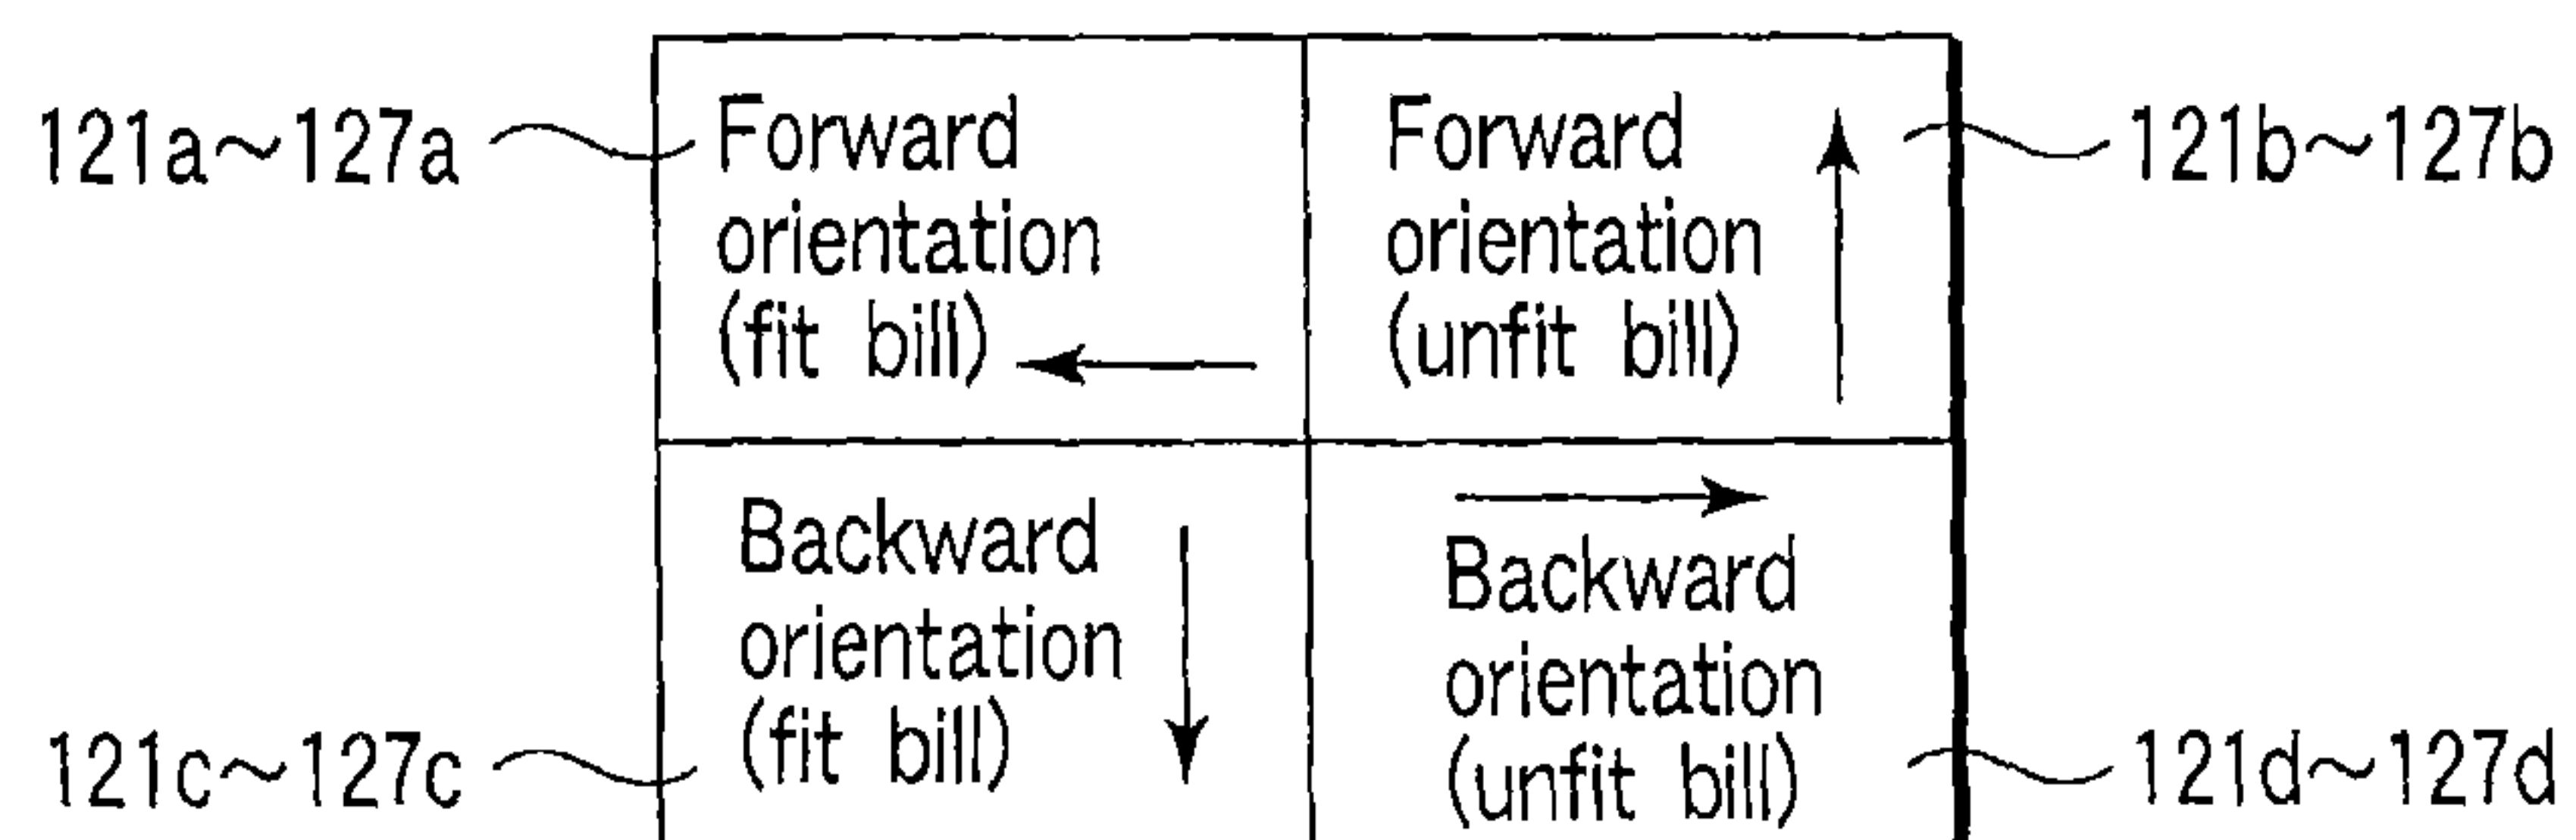 121a~127a
Forward
orientation
(fit bill)
Forward
orientation
(unfit bill)
121b~127b
121c~127c
Backward
orientation
(fit bill)
Backward
orientation
(unfit bill)
121d~127d